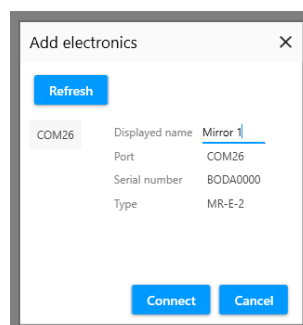 Add electronics
Refresh
COM26
Displayed name Mirror 1
Port COM26
Serial number BODA0000
Type MR-E-2
Connect Cancel